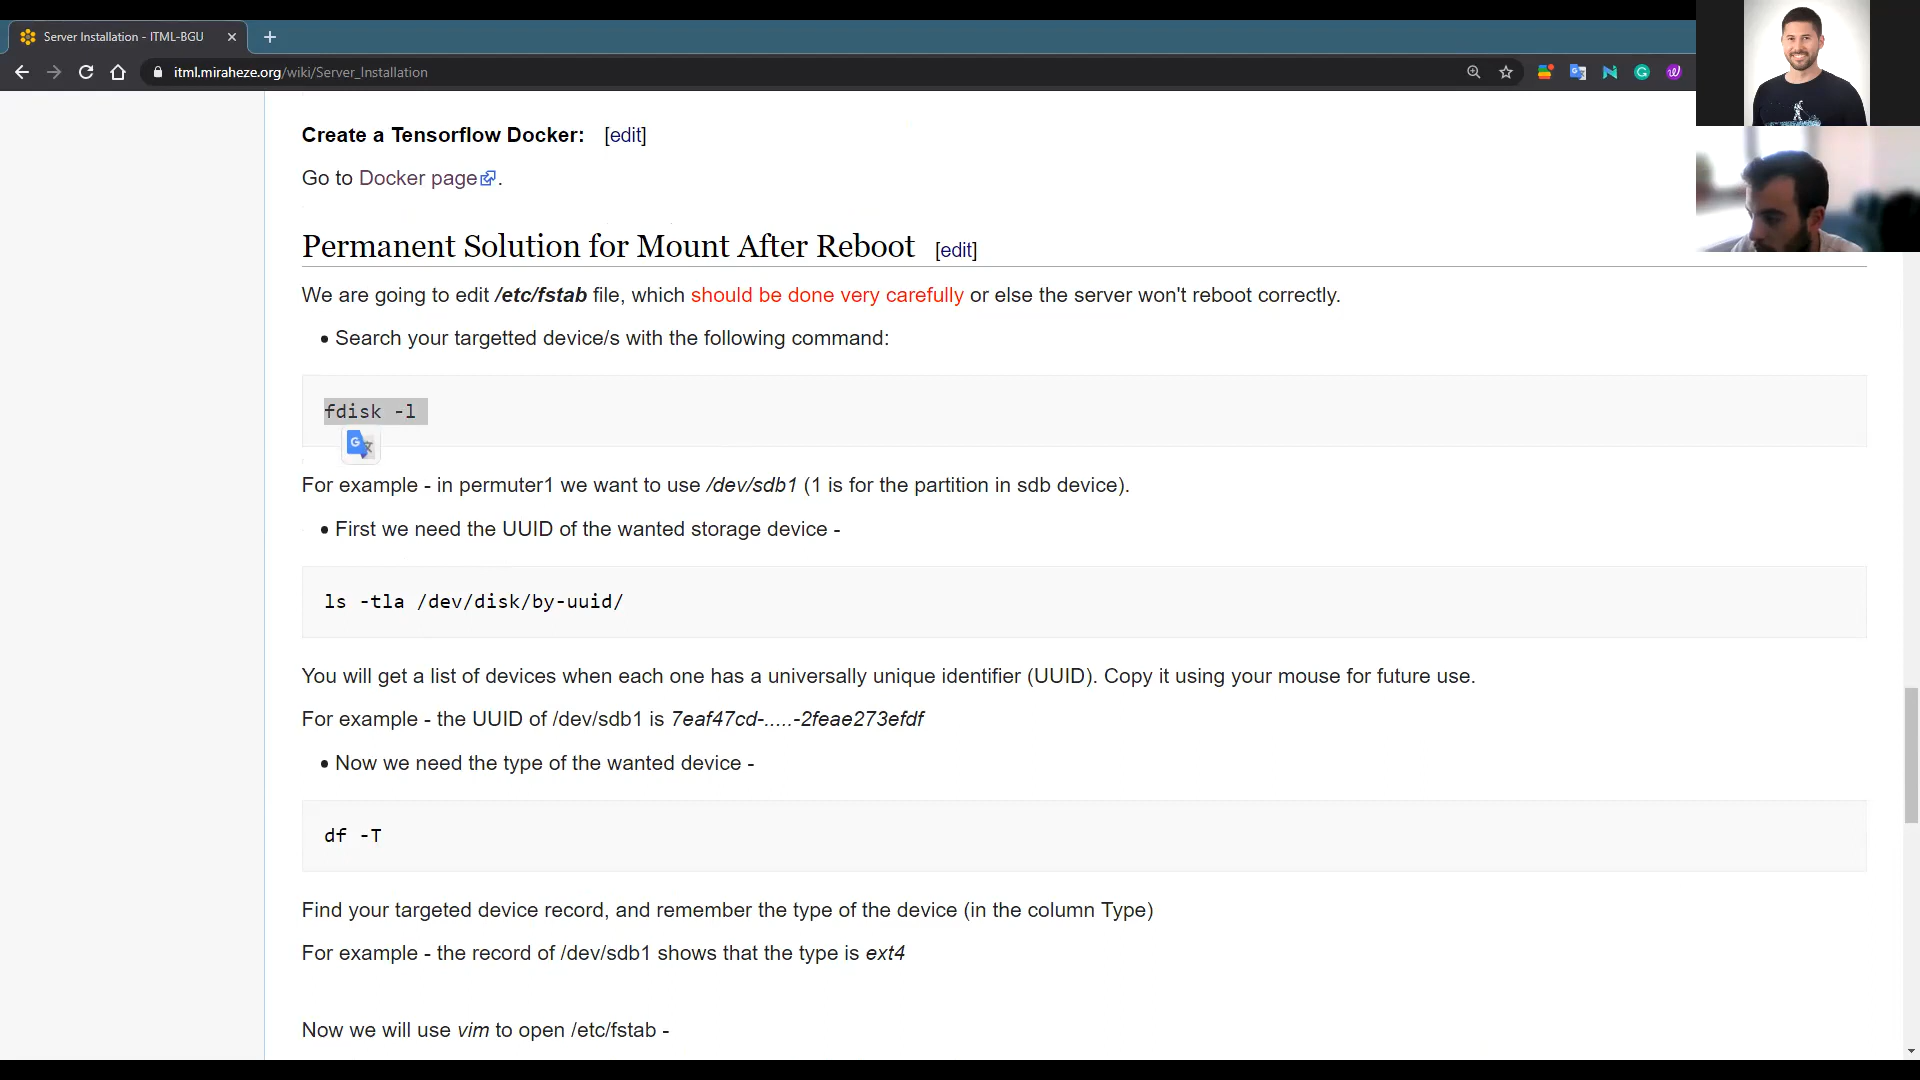 Server Installation - ITML-BGU
itml.miraheze.org/wiki/Server_Installation
Create a Tensorflow Docker: [edit]
Go to Docker page.
Permanent Solution for Mount After Reboot [edit]
We are going to edit /etc/fstab file, which should be done very carefully or else the server won't reboot correctly.
• Search your targetted device/s with the following command:
fdisk -l
For example - in permuter1 we want to use /dev/sdb1 (1 is for the partition in sdb device).
• First we need the UUID of the wanted storage device -
ls -tla /dev/disk/by-uuid/
You will get a list of devices when each one has a universally unique identifier (UUID). Copy it using your mouse for future use.
For example - the UUID of /dev/sdb1 is 7eaf47cd-.....-2feae273efdf
• Now we need the type of the wanted device -
df -T
Find your targeted device record, and remember the type of the device (in the column Type)
For example - the record of /dev/sdb1 shows that the type is ext4
Now we will use vim to open /etc/fstab -